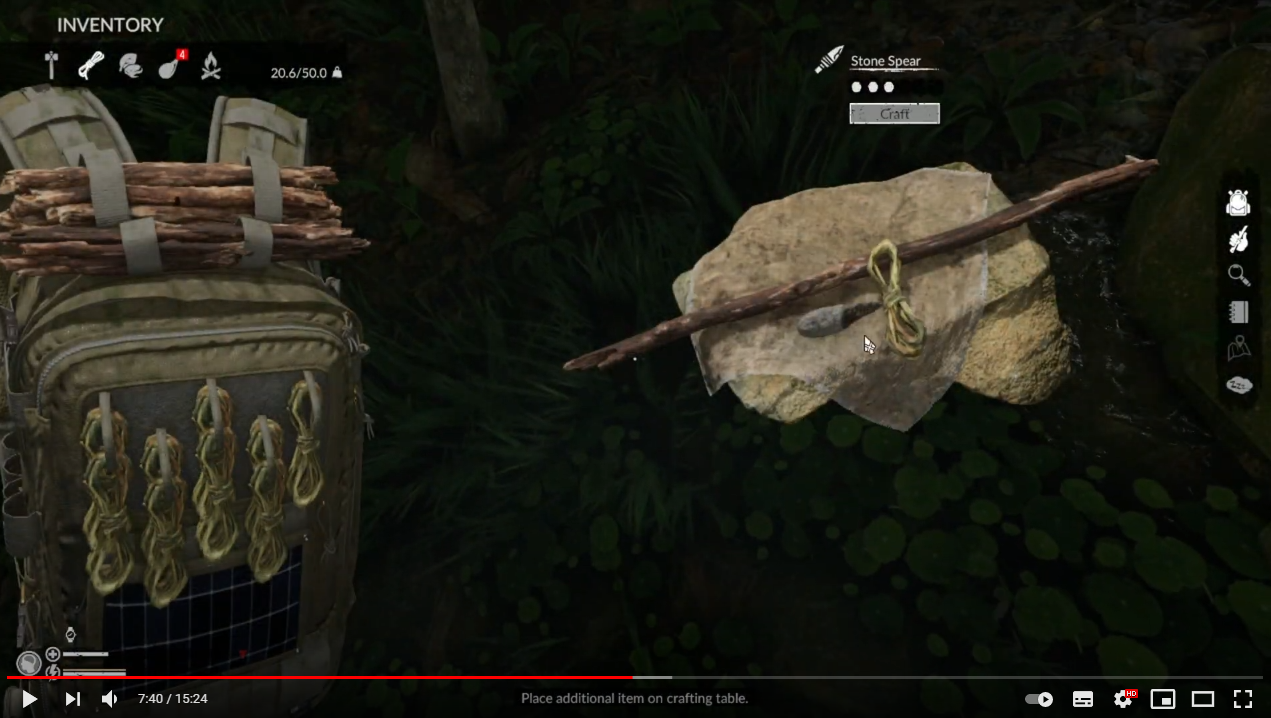 INVENTORY
4
20.6/50.0
Stone Spear
Craft
7:40 / 15:24
Place additional item on crafting table.
HD